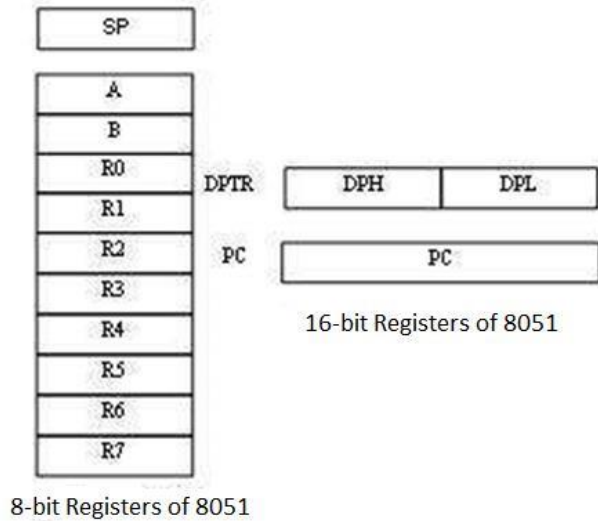 SP
A
B
R0
R1
R2
R3
R4
R5
R6
R7
8-bit Registers of 8051
DPTR
DPH
DPL
PC
PC
16-bit Registers of 8051